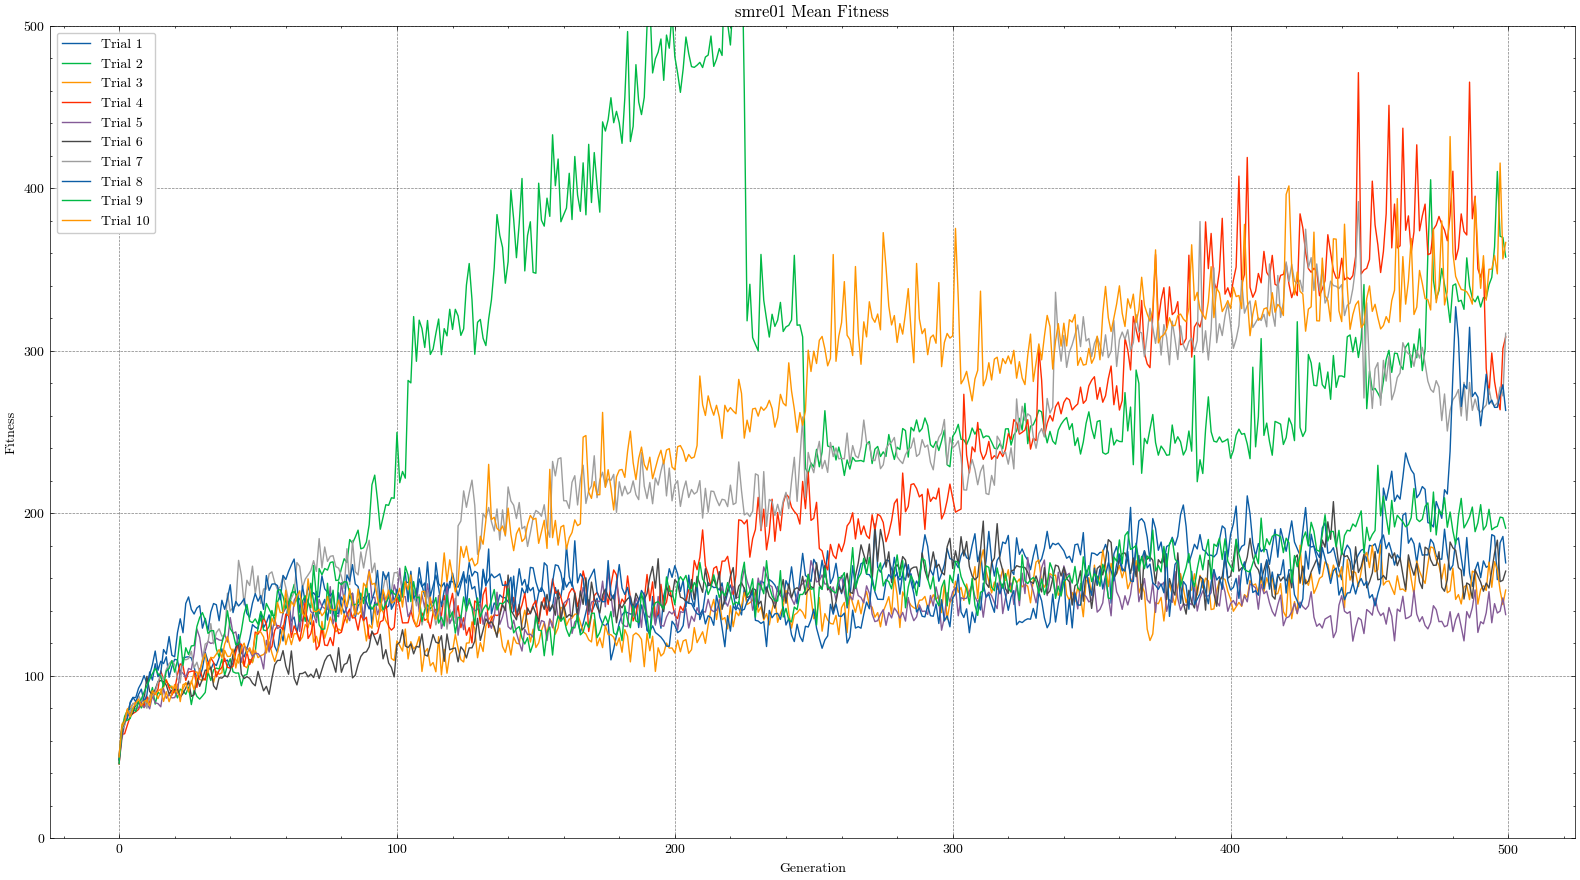 smre01 Mean Fitness
500
400
300
200
100
0
Fitness
Trial 1
Trial 2
Trial 3
Trial 4
Trial 5
Trial 6
Trial 7
Trial 8
Trial 9
Trial 10
0 100 200 300 400 500
Generation